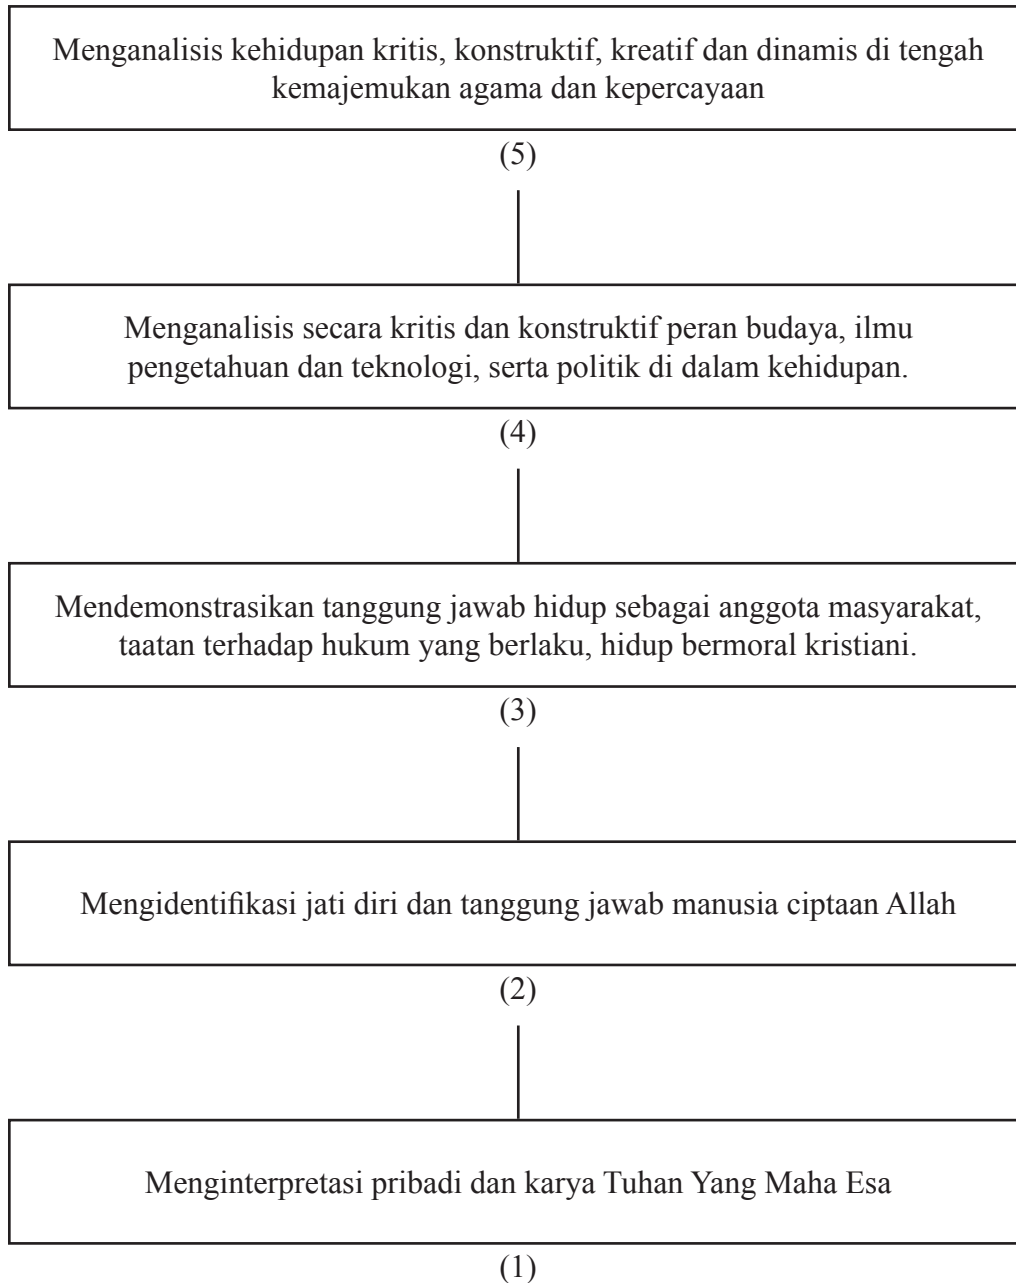 Menganalisis kehidupan kritis, konstruktif, kreatif dan dinamis di tengah
kemajemukan agama dan kepercayaan
(5)
Menganalisis secara kritis dan konstruktif peran budaya, ilmu
pengetahuan dan teknologi, serta politik di dalam kehidupan.
(4)
Mendemonstrasikan tanggung jawab hidup sebagai anggota masyarakat,
taatan terhadap hukum yang berlaku, hidup bermoral kristiani.
(3)
Mengidentifikasi jati diri dan tanggung jawab manusia ciptaan Allah
(2)
Menginterpretasi pribadi dan karya Tuhan Yang Maha Esa
(1)